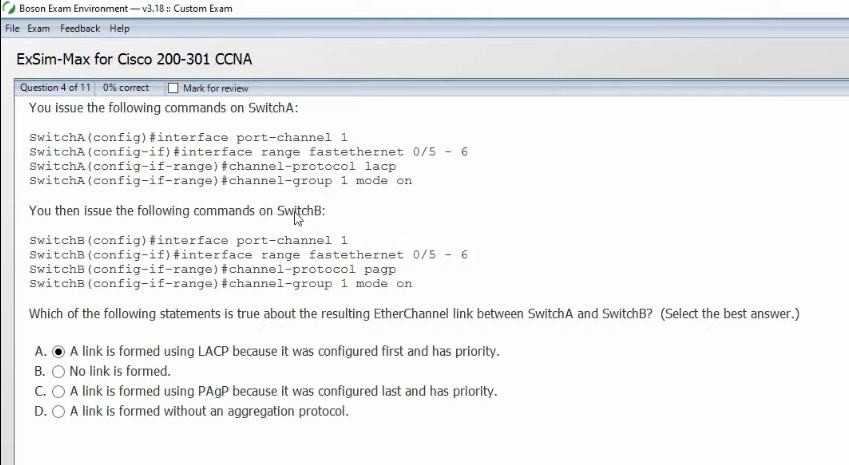 Boson Exam Environment — v3.18 :: Custom Exam
File Exam Feedback Help
ExSim-Max for Cisco 200-301 CCNA
Question 4 of 11 0% correct Mark for review
You issue the following commands on SwitchA:
SwitchA(config)#interface port-channel 1
SwitchA(config-if)#interface range fastethernet 0/5 - 6
SwitchA(config-if-range)#channel-protocol lacp
SwitchA(config-if-range)#channel-group 1 mode on
You then issue the following commands on SwitchB:
SwitchB(config)#interface port-channel 1
SwitchB(config-if)#interface range fastethernet 0/5 - 6
SwitchB(config-if-range)#channel-protocol pagp
SwitchB(config-if-range)#channel-group 1 mode on
Which of the following statements is true about the resulting EtherChannel link between SwitchA and SwitchB? (Select the best answer.)
A. A link is formed using LACP because it was configured first and has priority.
B. No link is formed.
C. A link is formed using PAgP because it was configured last and has priority.
D. A link is formed without an aggregation protocol.